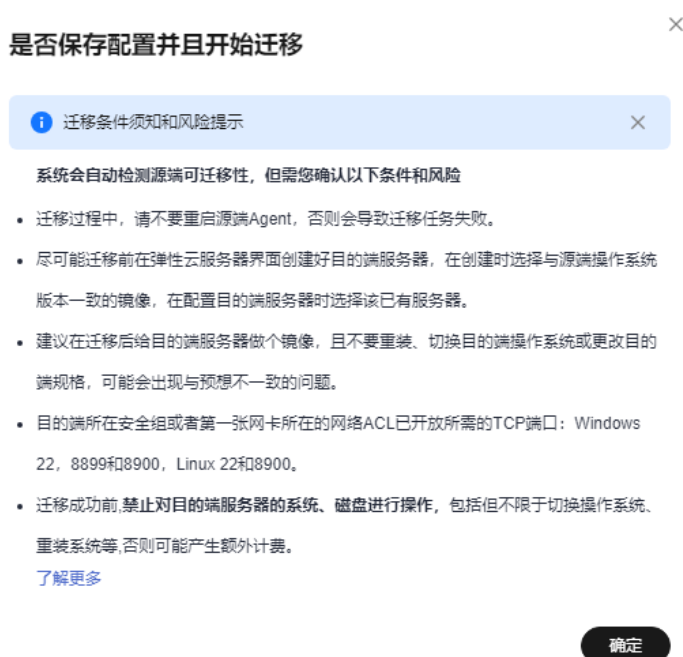 是否保存配置并且开始迁移
迁移条件须知和风险提示
系统会自动检测源端可迁移性，但需您确认以下条件和风险
迁移过程中，请不要重启源端Agent，否则会导致迁移任务失败。
尽可能迁移前在弹性云服务器界面创建好目的端服务器，在创建时选择与源端操作系统
版本一致的镜像，在配置目的端服务器时选择该已有服务器。
建议在迁移后给目的端服务器做个镜像，且不要重装、切换目的端操作系统或更改目的
端规格，可能会出现与预想不一致的问题。
目的端所在安全组或者第一张网卡所在的网络ACL已开放所需的TCP端口：Windows
22，8899和8900，Linux 22和8900。
迁移成功前,禁止对目的端服务器的系统、磁盘进行操作，包括但不限于切换操作系统、
重装系统等,否则可能产生额外计费。
了解更多
确定